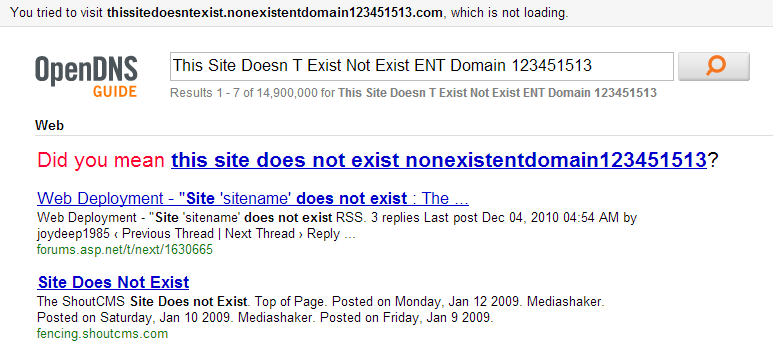 You tried to visit thissitedoesntexist.nonexistentdomain123451513.com, which is not loading.
OpenDNS
GUIDE
This Site Doesn T Exist Not Exist ENT Domain 123451513
Results 1 - 7 of 14,900,000 for This Site Doesn T Exist Not Exist ENT Domain 123451513
Web
Did you mean this site does not exist nonexistentdomain123451513?
Web Deployment - "Site 'sitename' does not exist : The ...
Web Deployment - "Site 'sitename' does not exist RSS. 3 replies Last post Dec 04, 2010 04:54 AM by
joydeep1985 ‹ Previous Thread | Next Thread › Reply ...
forums.asp.net/t/next/1630665
Site Does Not Exist
The ShoutCMS Site Does not Exist. Top of Page. Posted on Monday, Jan 12 2009. Mediashaker.
Posted on Saturday, Jan 10 2009. Mediashaker. Posted on Friday, Jan 9 2009.
fencing.shoutcms.com